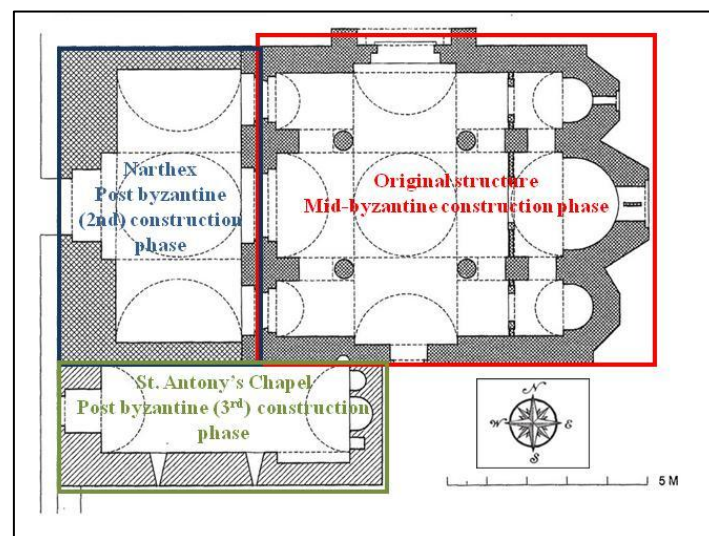 Narthex
Post byzantine
(2nd) construction
phase
Original structure
Mid-byzantine construction phase
St. Antony's Chapel
Post byzantine (3rd) construction
phase
N
W E
S
5 M